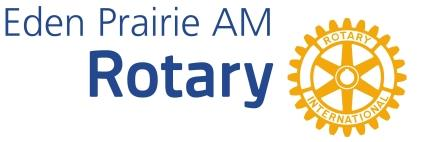 Eden Prairie AM
Rotary
ROTARY
INTERNATIONAL